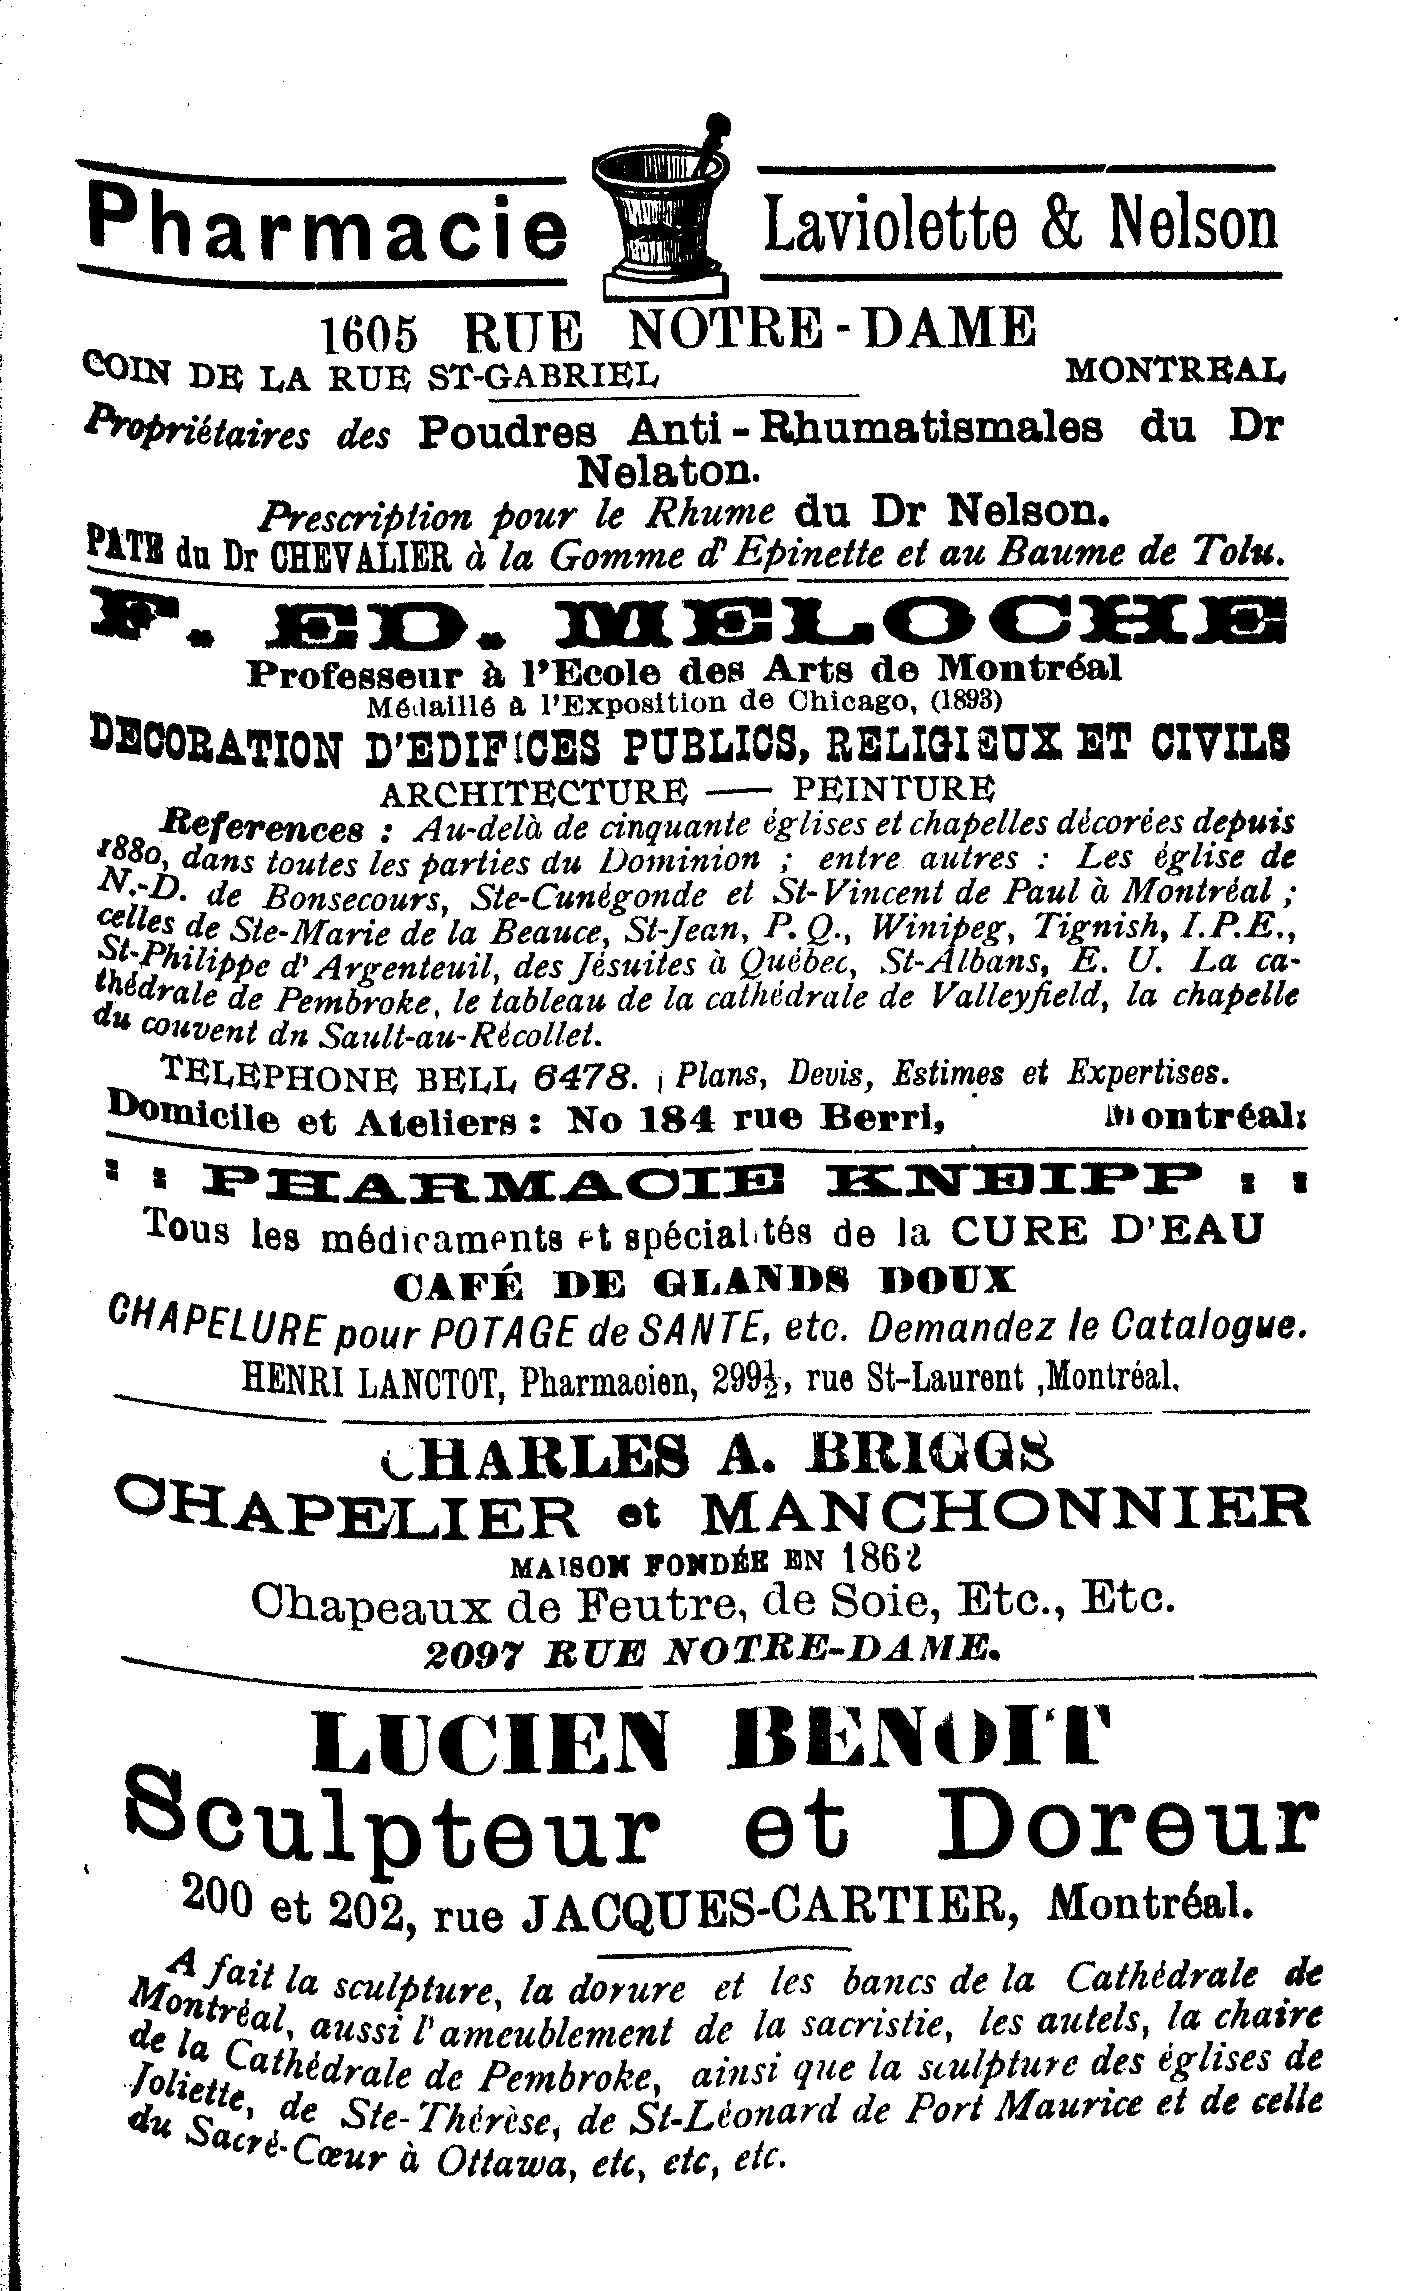 Pharmacie Laviolette & Nelson
1605 RUE NOTRE-DAME
COIN DE LA RUE ST-GABRIEL MONTREAL
Propriétaires des Poudres Anti-Rhumatismales du Dr
Nelaton.
Prescription pour le Rhume du Dr Nelson.
PATE du Dr CHEVALIER à la Gomme d'Epinette et au Baume de Tolu.
F. ED. MELOCHE
Professeur à l'Ecole des Arts de Montréal
Médaillé à l'Exposition de Chicago, (1893)
DECORATION D'EDIFICES PUBLICS, RELIGIEUX ET CIVILS
ARCHITECTURE — PEINTURE
References : Au-delà de cinquante églises et chapelles décorées depuis
1880, dans toutes les parties du Dominion ; entre autres : Les église de
N.-D. de Bonsecours, Ste-Cunégonde et St-Vincent de Paul à Montréal ;
celles de Ste-Marie de la Beauce, St-Jean, P. Q., Winipeg, Tignish, I.P.E.,
St-Philippe d'Argenteuil, des Jésuites à Québec, St-Albans, E. U. La ca-
thédrale de Pembroke, le tableau de la cathédrale de Valleyfield, la chapelle
du couvent dn Sault-au-Récollet.
TELEPHONE BELL 6478. | Plans, Devis, Estimes et Expertises.
Domicile et Ateliers : No 184 rue Berri, Montréal:
: : PHARMACIE KNEIPP : :
Tous les médicaments et spécialités de la CURE D'EAU
CAFÉ DE GLANDS DOUX
CHAPELURE pour POTAGE de SANTE, etc. Demandez le Catalogue.
HENRI LANCTOT, Pharmacien, 299½, rue St-Laurent ,Montréal.
CHARLES A. BRIGGS
CHAPELIER et MANCHONNIER
MAISON FONDÉE EN 1862
Chapeaux de Feutre, de Soie, Etc., Etc.
2097 RUE NOTRE-DAME.
LUCIEN BENOIT
Sculpteur et Doreur
200 et 202, rue JACQUES-CARTIER, Montréal.
A fait la sculpture, la dorure et les bancs de la Cathédrale de
Montréal, aussi l'ameublement de la sacristie, les autels, la chaire
de la Cathédrale de Pembroke, ainsi que la sculpture des églises de
Joliette, de Ste-Thérèse, de St-Léonard de Port Maurice et de celle
du Sacré-Cœur à Ottawa, etc, etc, etc.